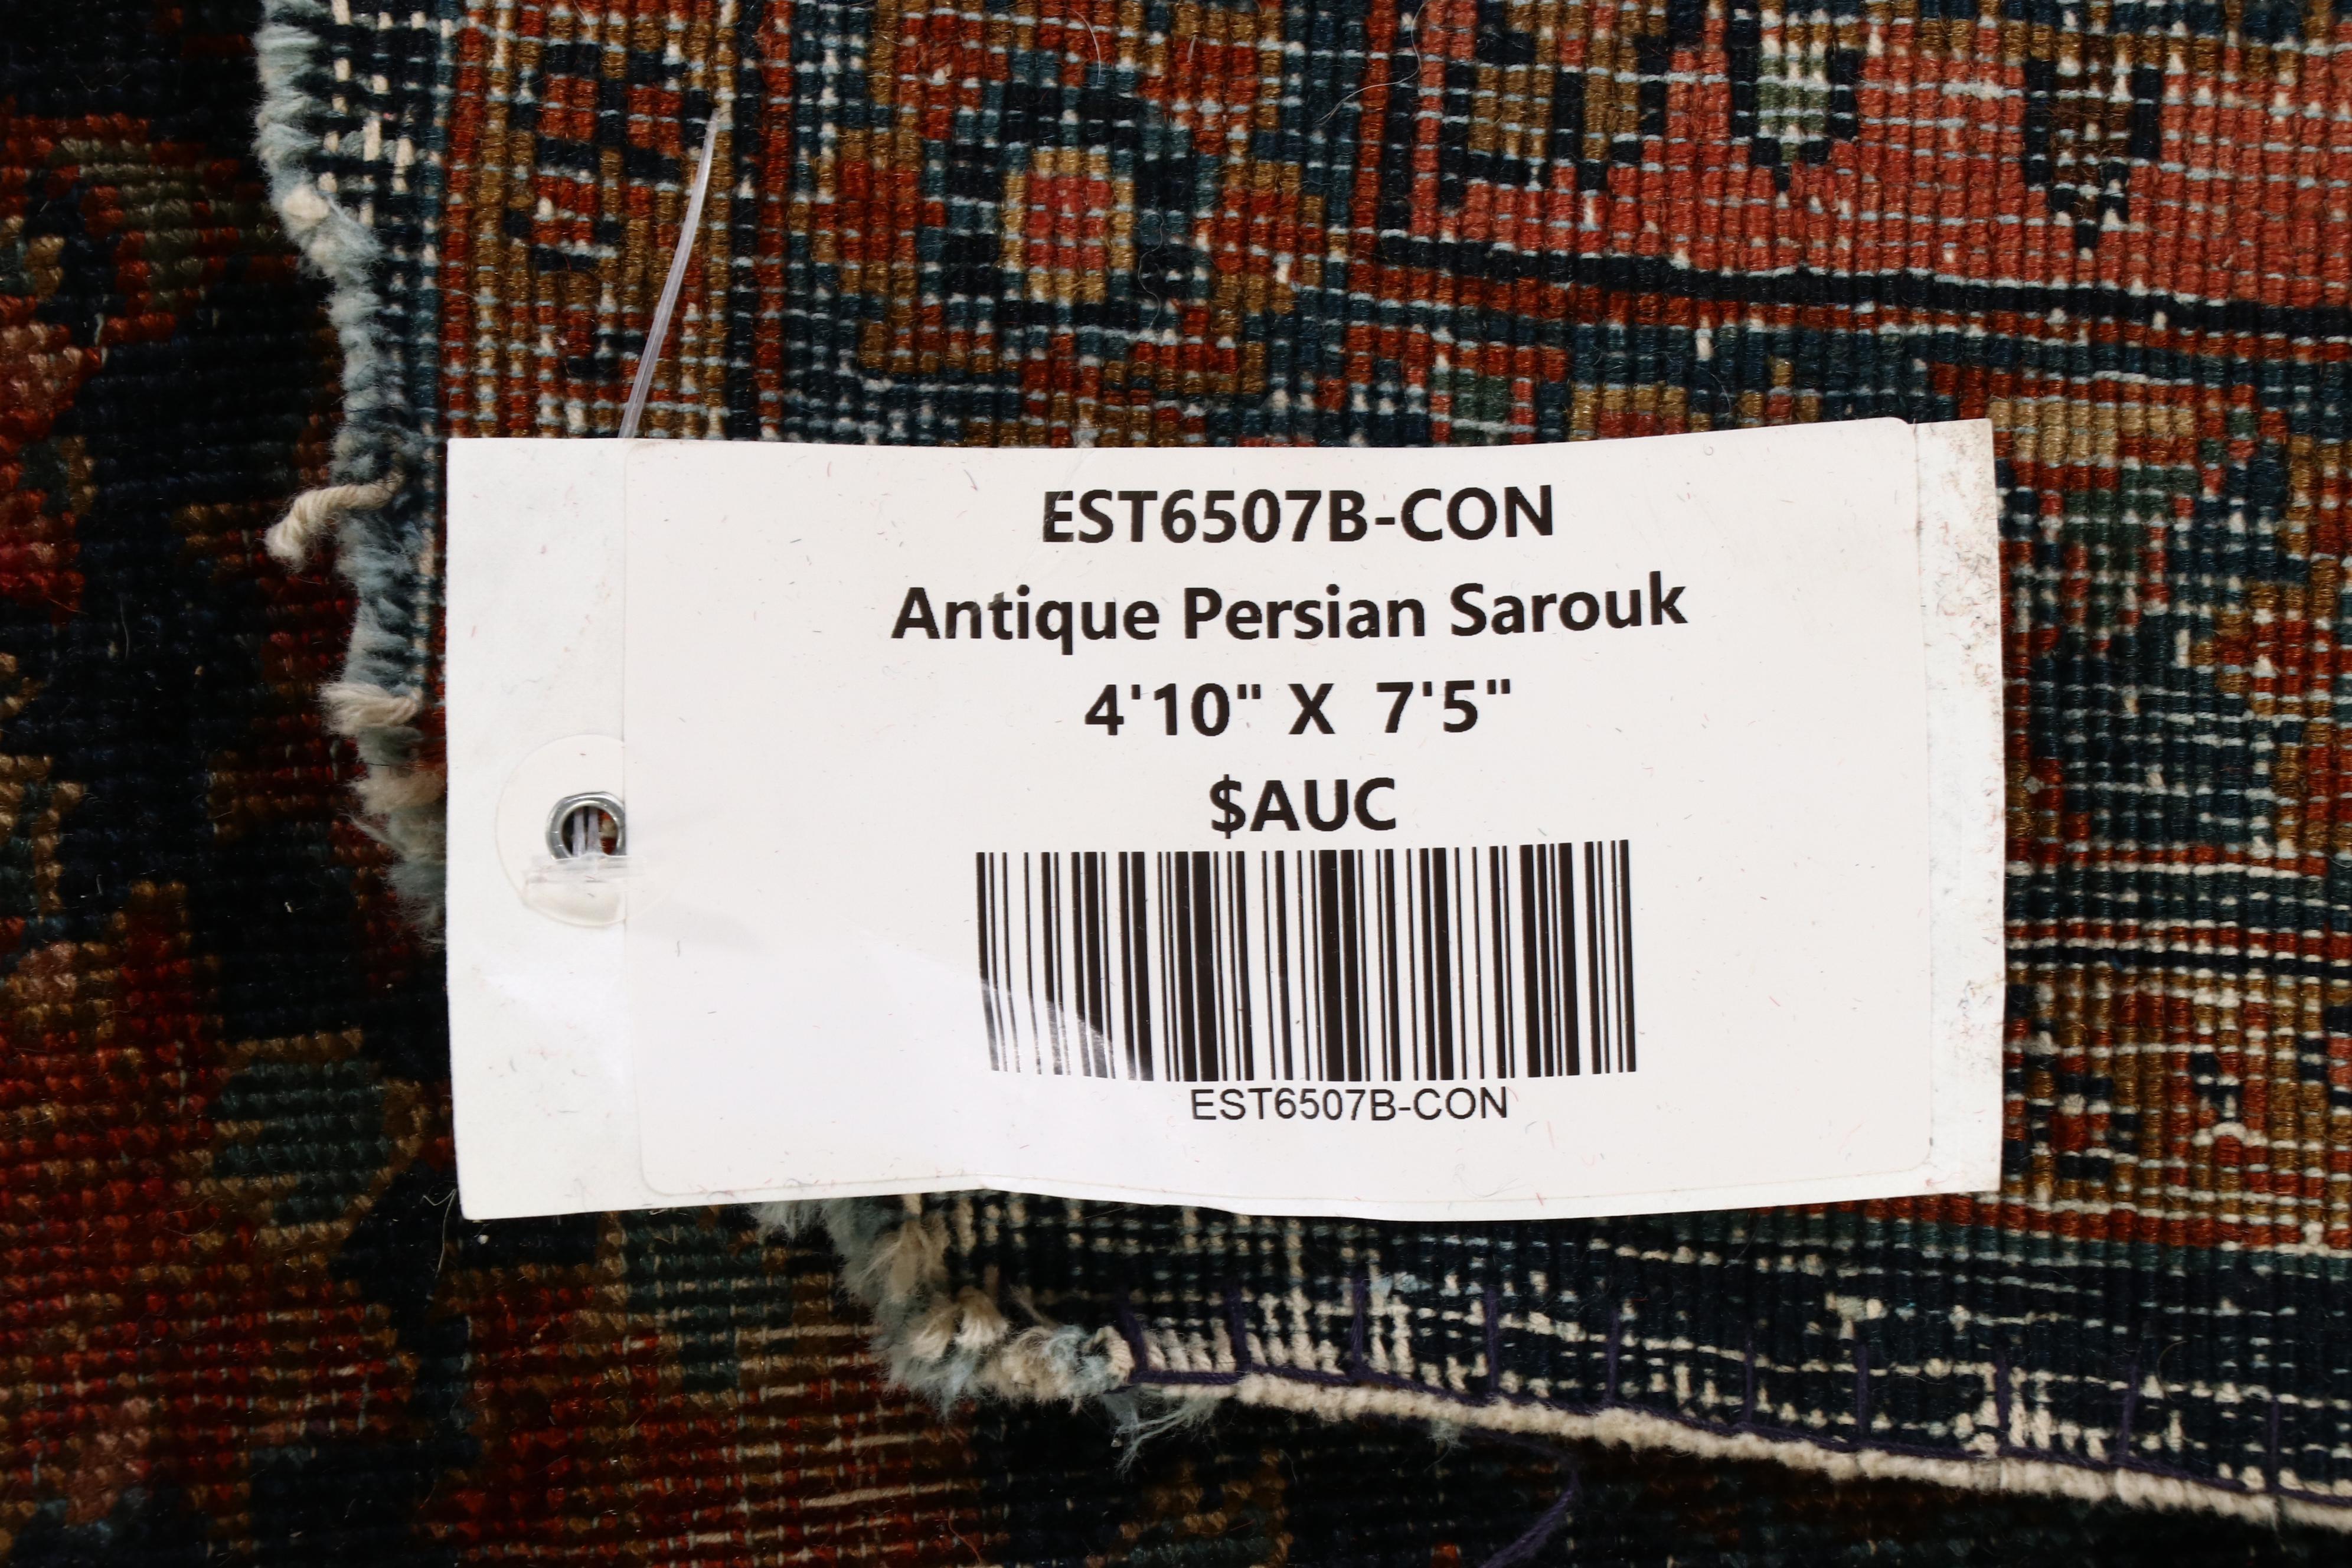 EST6507B-CON
Antique Persian Sarouk
4'10" X  7'5"
$AUC
EST6507B-CON